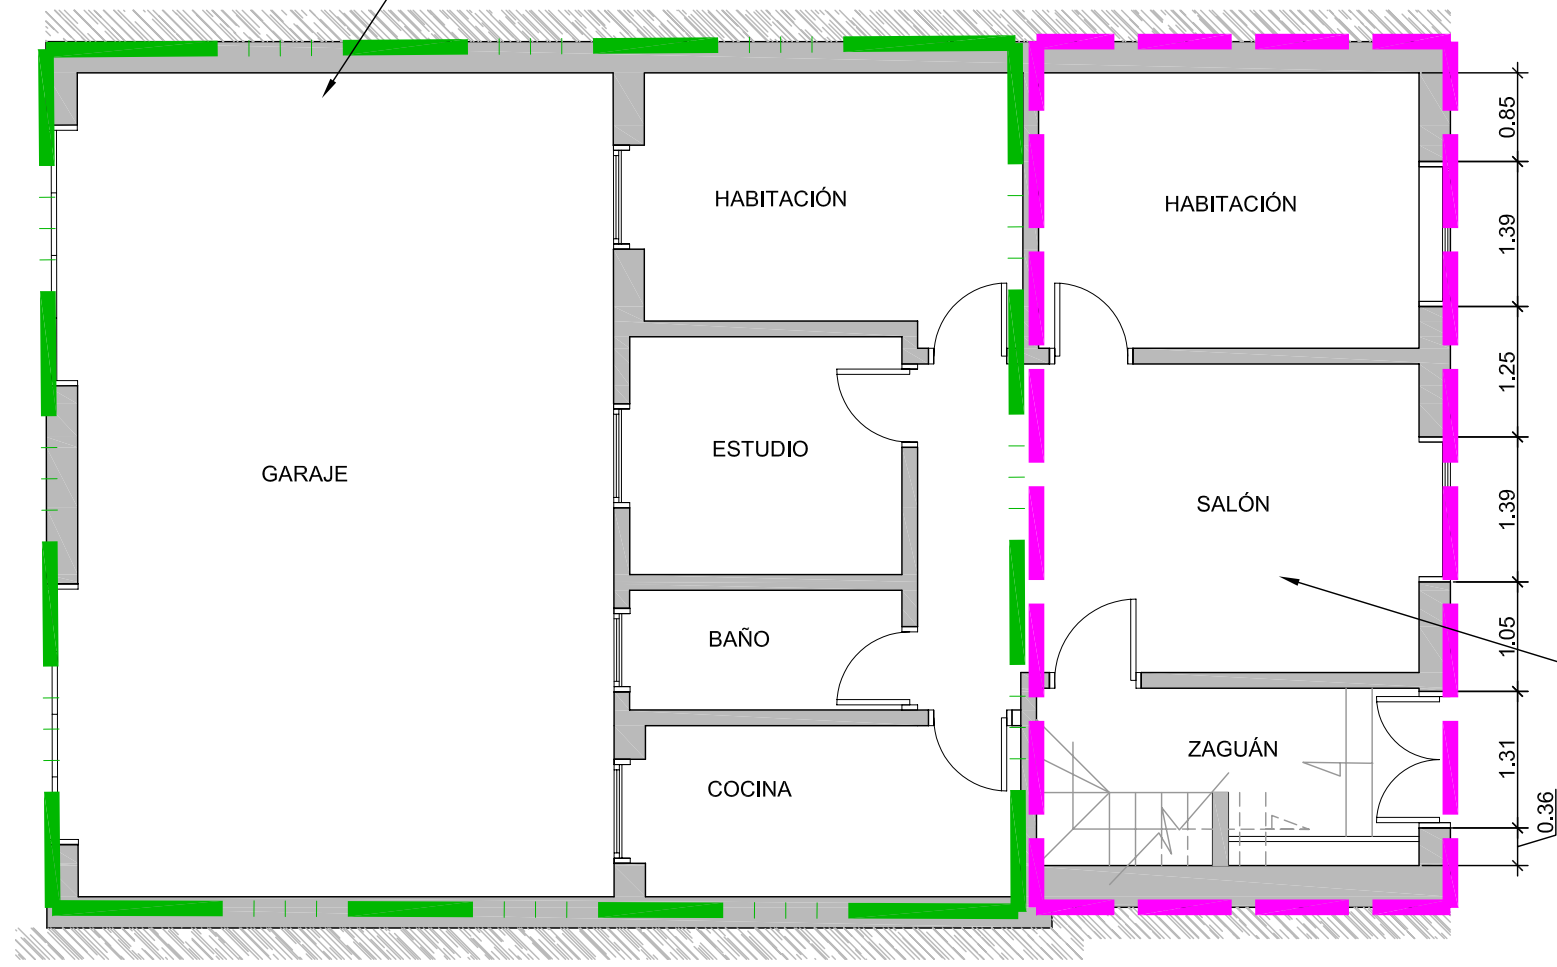 0.85
HABITACIÓN
HABITACIÓN
1.39
1.25
ESTUDIO
GARAJE
SALÓN
1.39
BAÑO
1.05
ZAGUÁN
1.31
COCINA
0.36